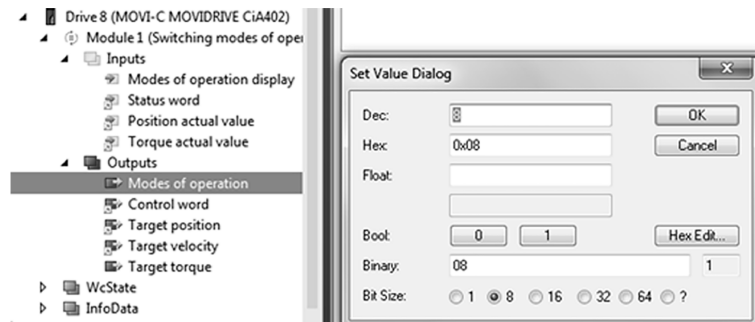 Drive 8 (MOVI-C MOVIDRIVE CiA402)
Module 1 (Switching modes of oper
Inputs
Modes of operation display
Status word
Position actual value
Torque actual value
Outputs
Modes of operation
Control word
Target position
Target velocity
Target torque
WcState
InfoData
Set Value Dialog
Dec: 8 OK
Hex: 0x08 Cancel
Float:
Bool: 0 1 Hex Edit...
Binary: 08 1
Bit Size: 1 8 16 32 64 ?